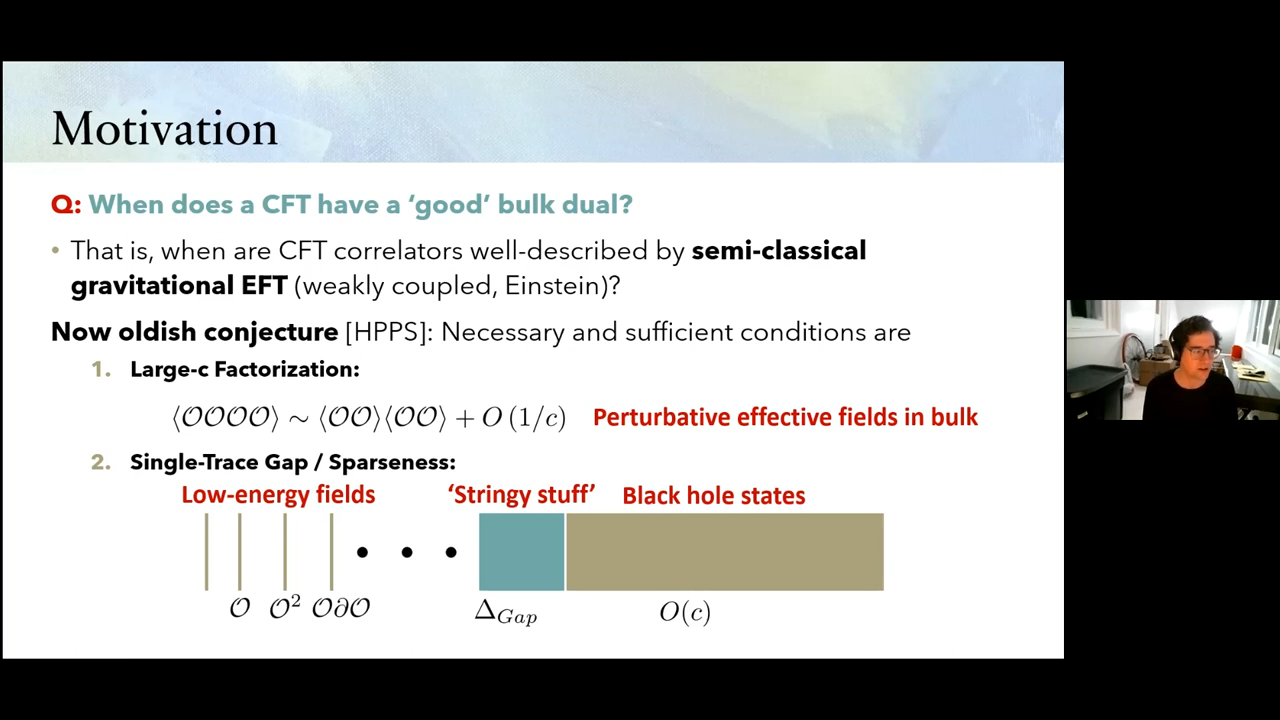 Motivation
Q: When does a CFT have a ‘good’ bulk dual?
• That is, when are CFT correlators well-described by semi-classical
gravitational EFT (weakly coupled, Einstein)?
Now oldish conjecture [HPPS]: Necessary and sufficient conditions are
1. Large-c Factorization:
⟨𝒪𝒪𝒪𝒪⟩ ∼ ⟨𝒪𝒪⟩⟨𝒪𝒪⟩ + O (1/c) Perturbative effective fields in bulk
2. Single-Trace Gap / Sparseness:
Low-energy fields ‘Stringy stuff’ Black hole states
𝒪 𝒪² 𝒪∂𝒪 Δ_{Gap} O(c)